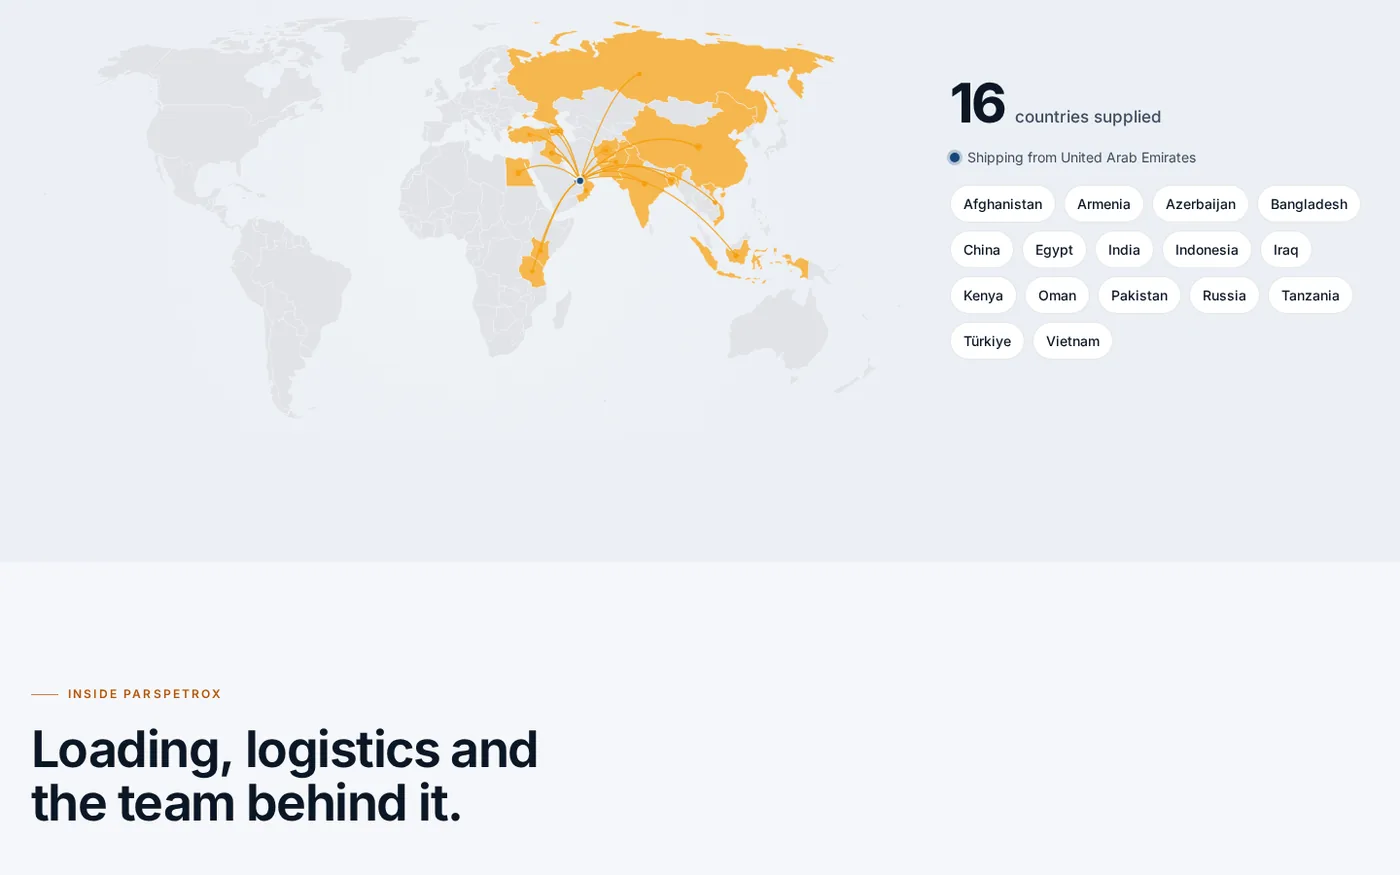 16 countries supplied
Shipping from United Arab Emirates
Afghanistan Armenia Azerbaijan Bangladesh
China Egypt India Indonesia Iraq
Kenya Oman Pakistan Russia Tanzania
Türkiye Vietnam
INSIDE PARSPETROX
Loading, logistics and
the team behind it.